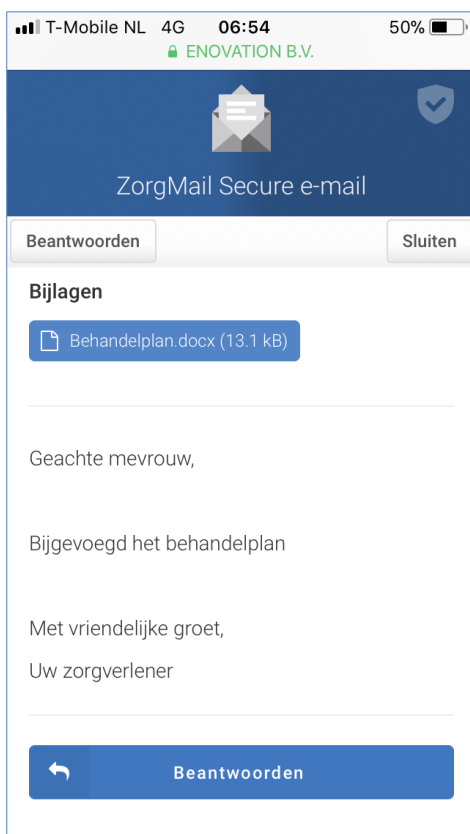 T-Mobile NL 4G 06:54 50%
ENOVATION B.V.
ZorgMail Secure e-mail
Beantwoorden Sluiten
Bijlagen
Behandelplan.docx (13.1 kB)
Geachte mevrouw,
Bijgevoegd het behandelplan
Met vriendelijke groet,
Uw zorgverlener
Beantwoorden